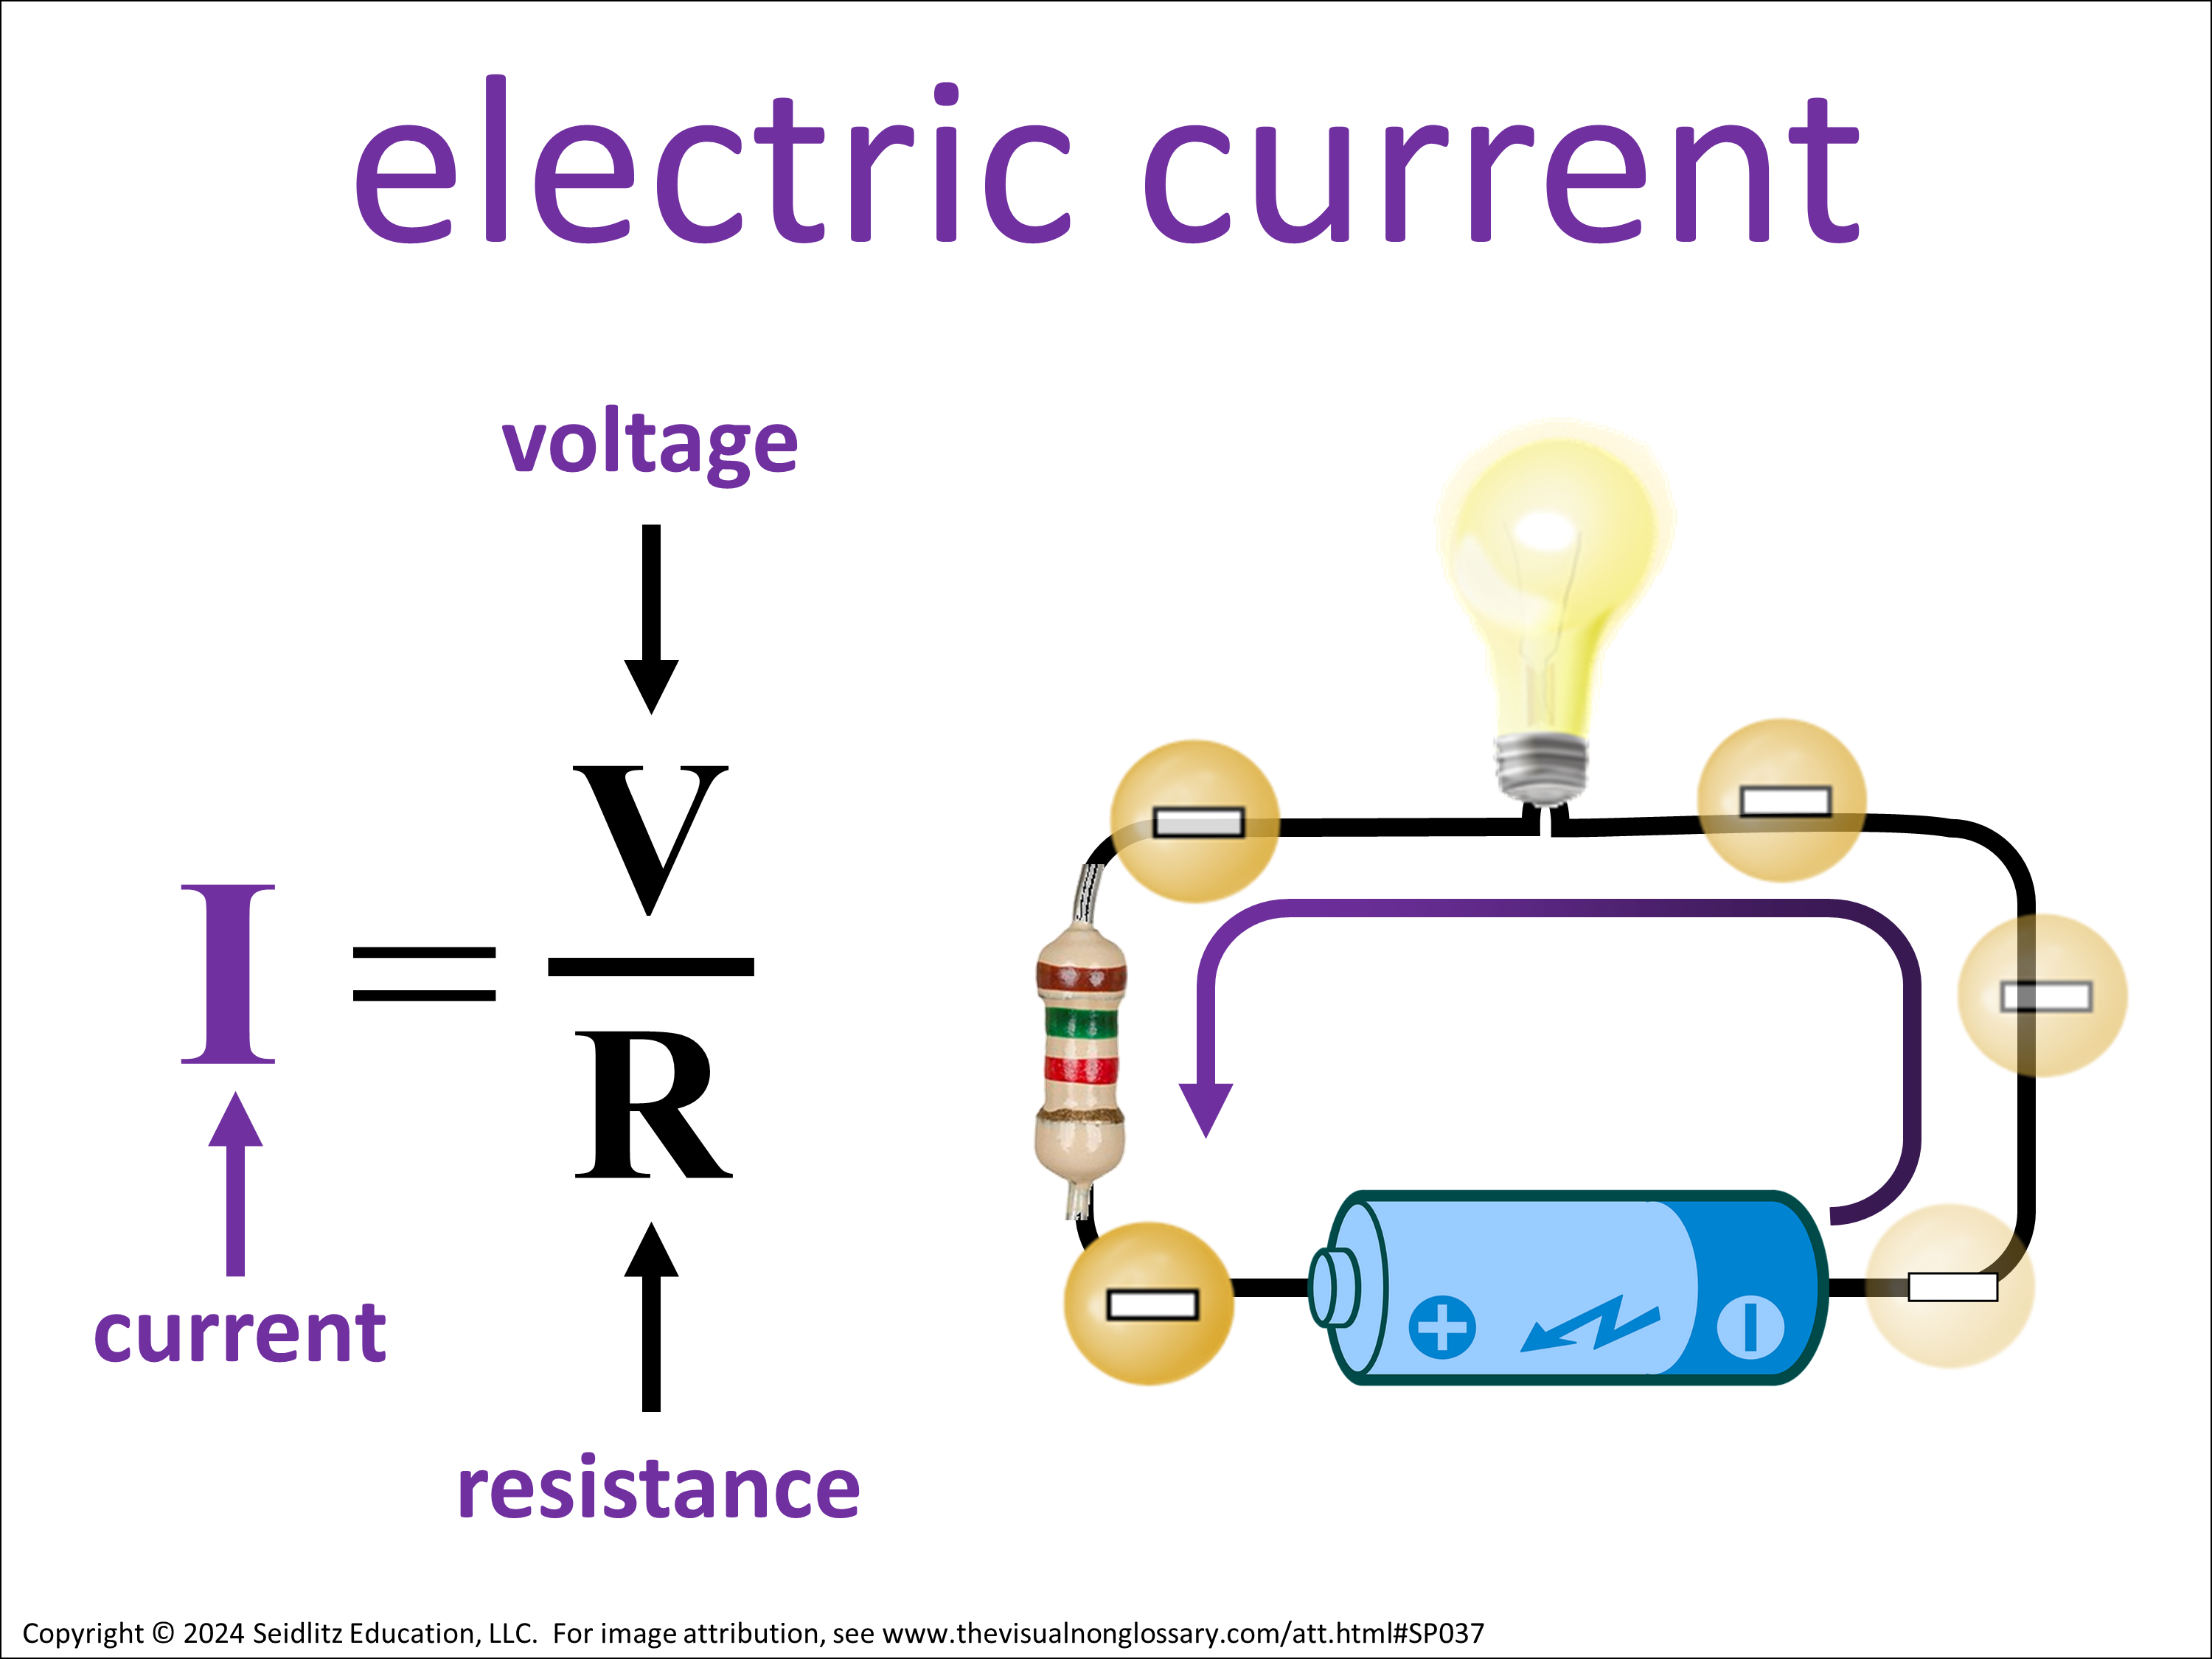 electric current
voltage
I = V
R
current
resistance
+
Copyright © 2024 Seidlitz Education, LLC.  For image attribution, see www.thevisualnonglossary.com/att.html#SP037